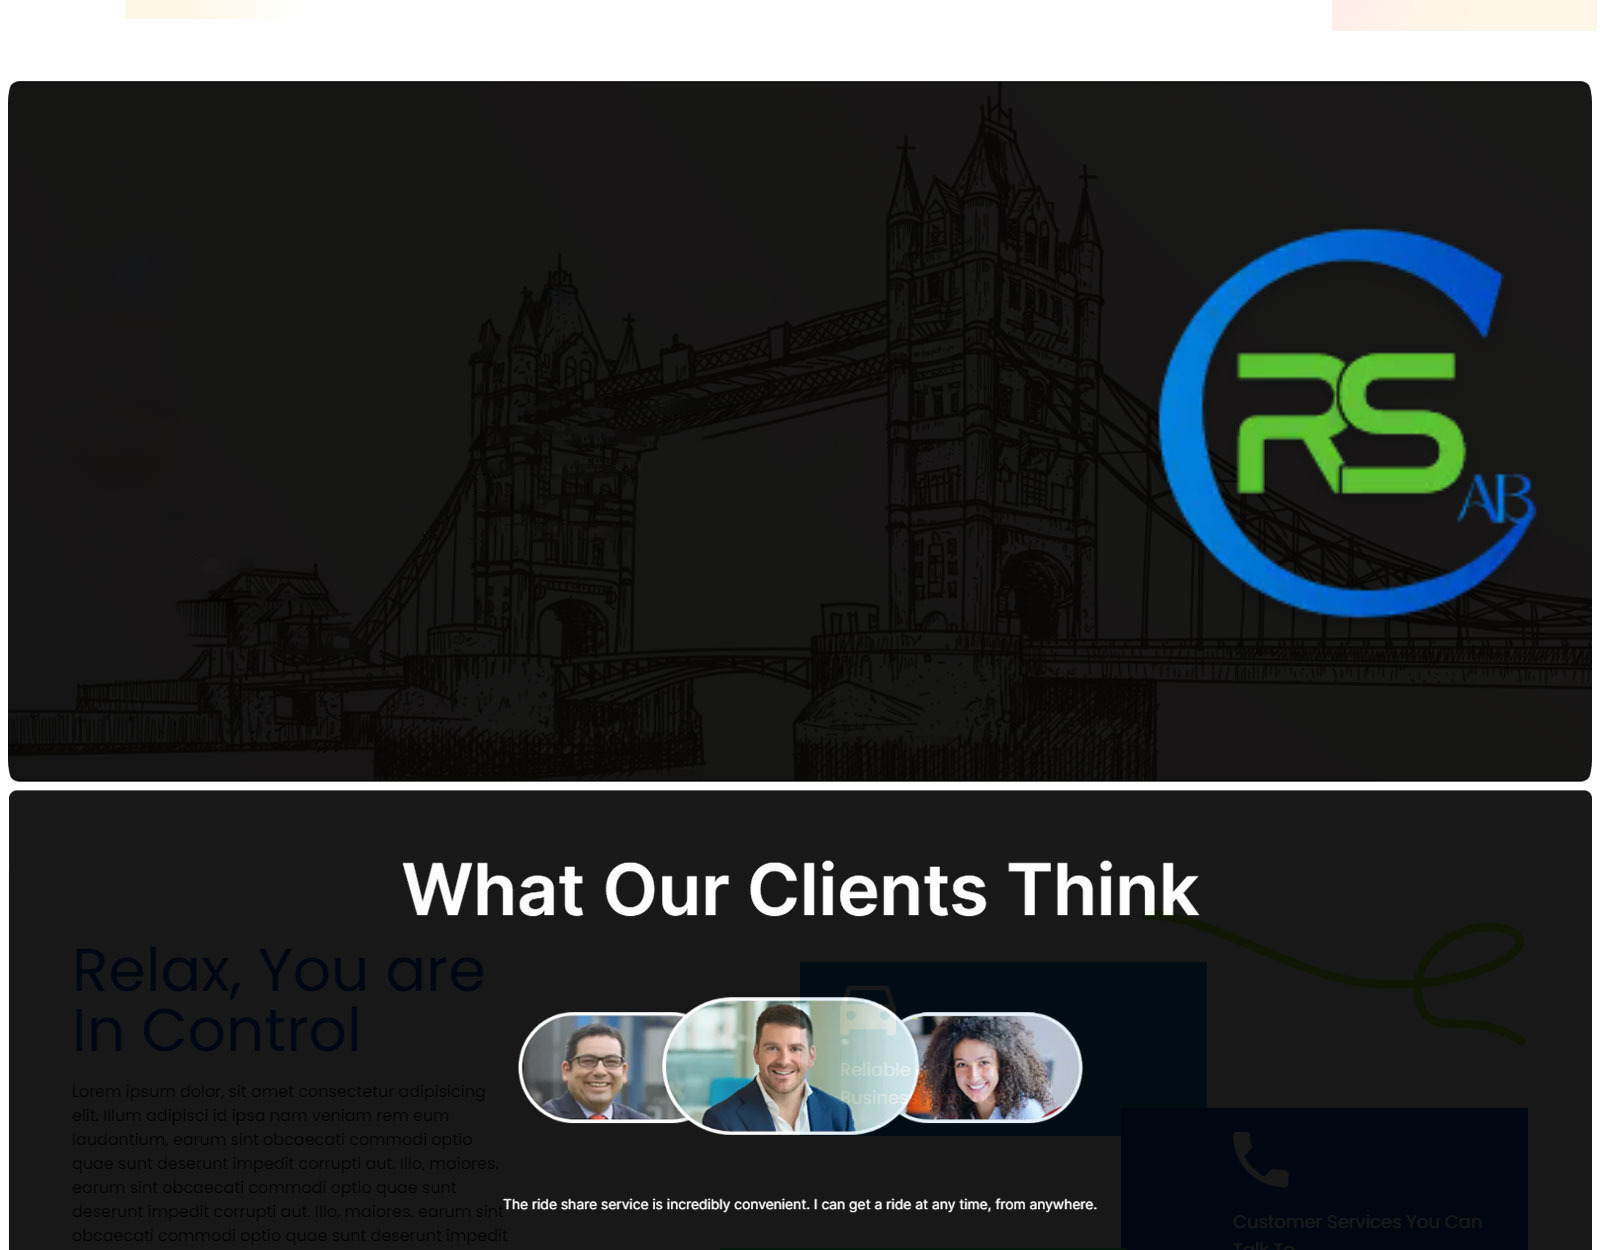 RS
AB
What Our Clients Think
Relax, You are
In Control
Reliable
Business
Lorem ipsum dolor, sit amet consectetur adipisicing
elit. Illum adipisci id ipsa nam veniam rem eum
laudantium, earum sint obcaecati commodi optio
quae sunt deserunt impedit corrupti aut. Illo, maiores.
earum sint obcaecati commodi optio quae sunt
deserunt impedit corrupti aut. Illo, maiores. earum sint
obcaecati commodi optio quae sunt deserunt impedit
The ride share service is incredibly convenient. I can get a ride at any time, from anywhere.
Customer Services You Can
Talk To